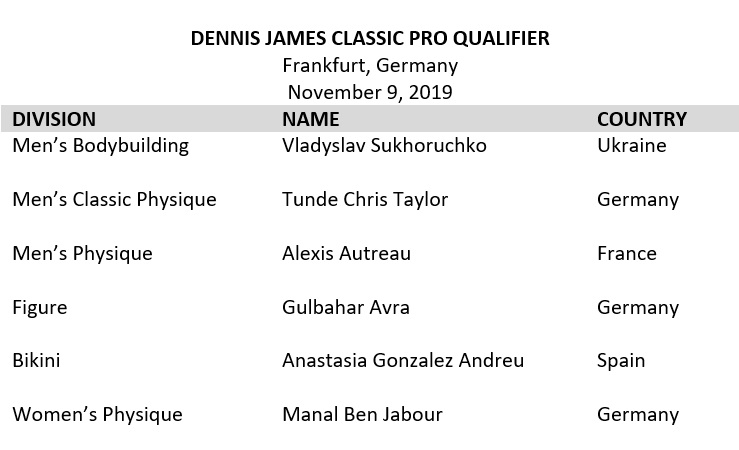 DENNIS JAMES CLASSIC PRO QUALIFIER
Frankfurt, Germany
November 9, 2019
DIVISION NAME COUNTRY
Men’s Bodybuilding Vladyslav Sukhoruchko Ukraine
Men’s Classic Physique Tunde Chris Taylor Germany
Men’s Physique Alexis Autreau France
Figure Gulbahar Avra Germany
Bikini Anastasia Gonzalez Andreu Spain
Women’s Physique Manal Ben Jabour Germany